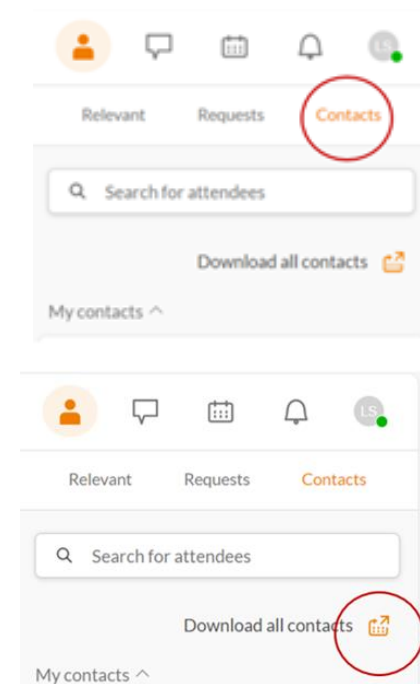 LS
Relevant Requests Contacts
Search for attendees
Download all contacts
My contacts
LS
Relevant Requests Contacts
Search for attendees
Download all contacts
My contacts